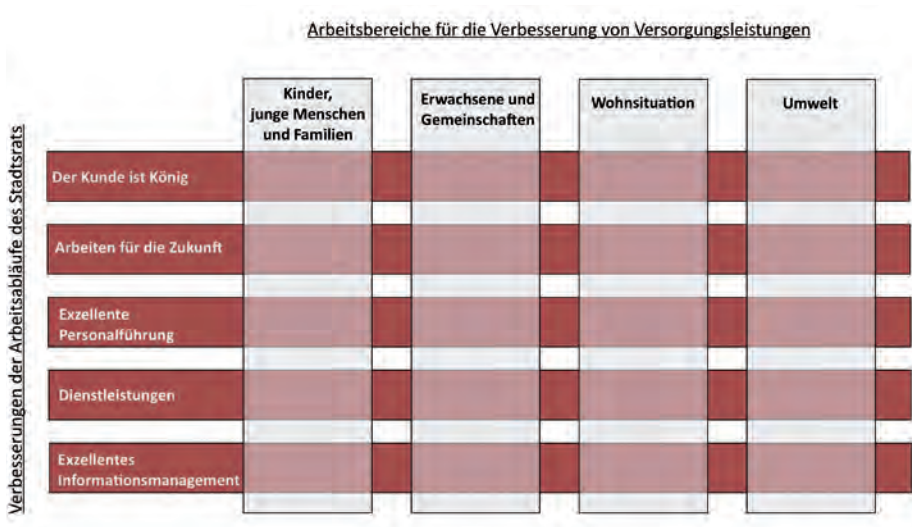 Arbeitsbereiche für die Verbesserung von Versorgungsleistungen
Kinder,
junge Menschen
und Familien
Erwachsene und
Gemeinschaften
Wohnsituation
Umwelt
Verbesserungen der Arbeitsabläufe des Stadtsrats
Der Kunde ist König
Arbeiten für die Zukunft
Exzellente
Personalführung
Dienstleistungen
Exzellentes
Informationsmanagement